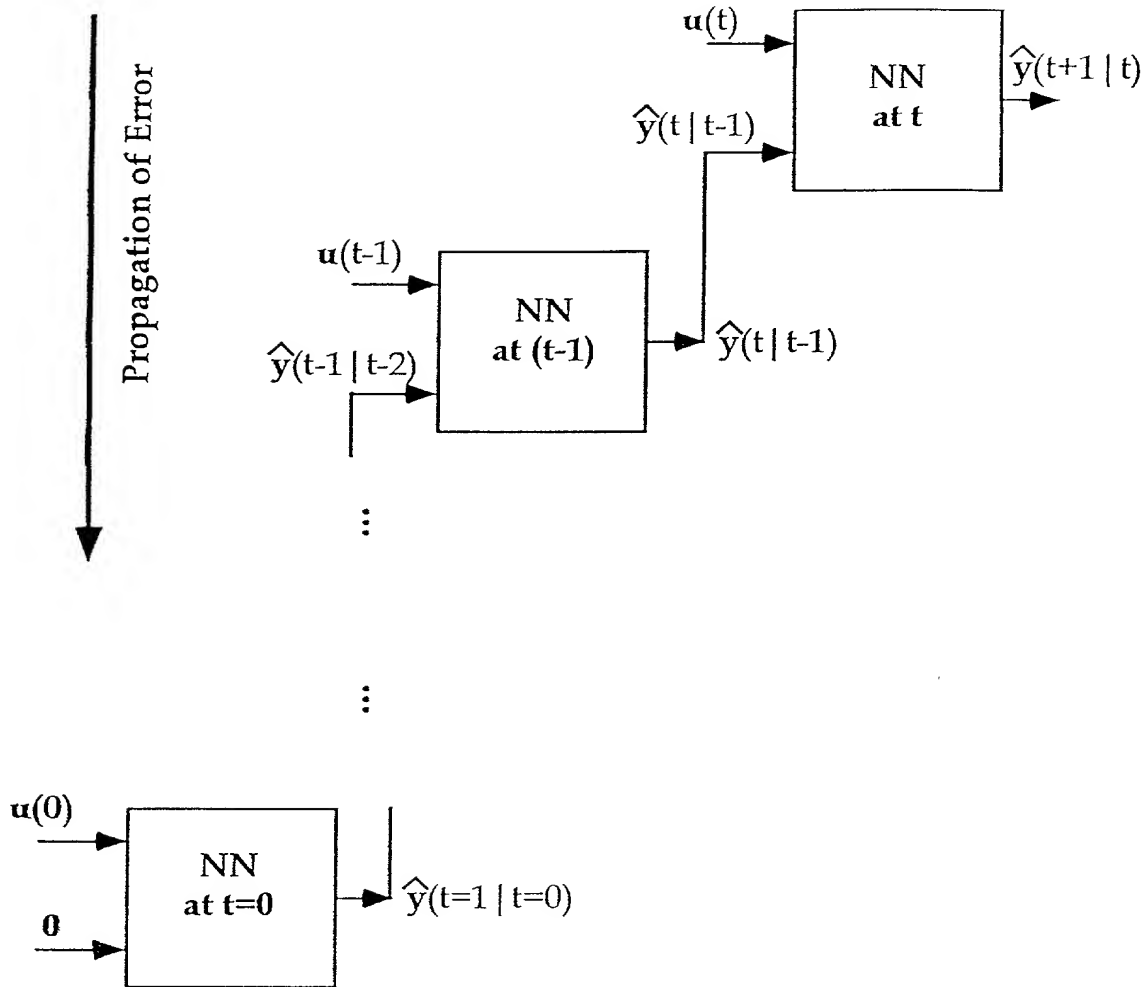 Propagation of Error
u(t)
NN
at t
ŷ(t+1 | t)
ŷ(t | t-1)
u(t-1)
NN
at (t-1)
ŷ(t | t-1)
ŷ(t-1 | t-2)
...
...
u(0)
NN
at t=0
ŷ(t=1 | t=0)
0